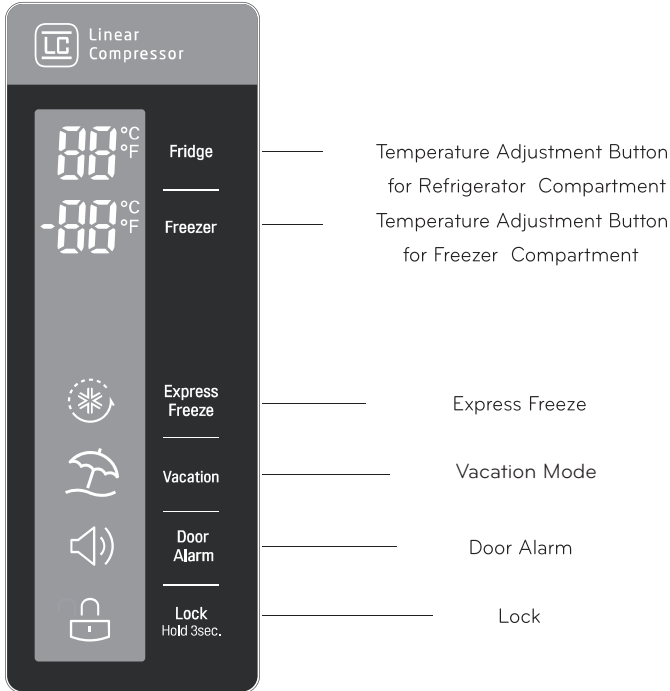 LC
Linear
Compressor
88 °C °F
Fridge
Temperature Adjustment Button
for Refrigerator Compartment
-88 °C °F
Freezer
Temperature Adjustment Button
for Freezer Compartment
Express
Freeze
Express Freeze
Vacation
Vacation Mode
Door
Alarm
Door Alarm
Lock
Hold 3sec.
Lock